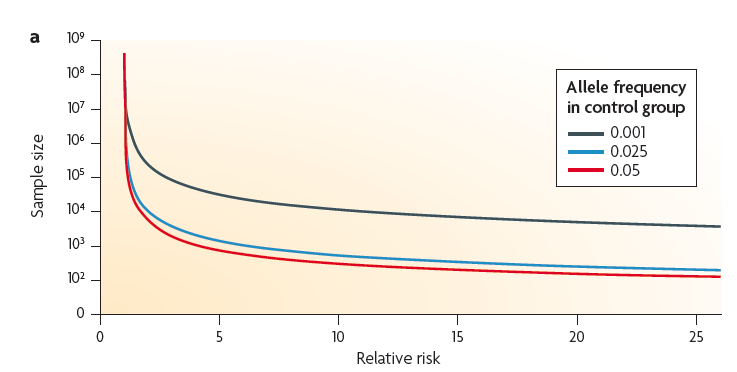 a
10⁹
10⁸
10⁷
10⁶
10⁵
10⁴
10³
10²
0
Sample size
0 5 10 15 20 25
Relative risk
Allele frequency
in control group
0.001
0.025
0.05